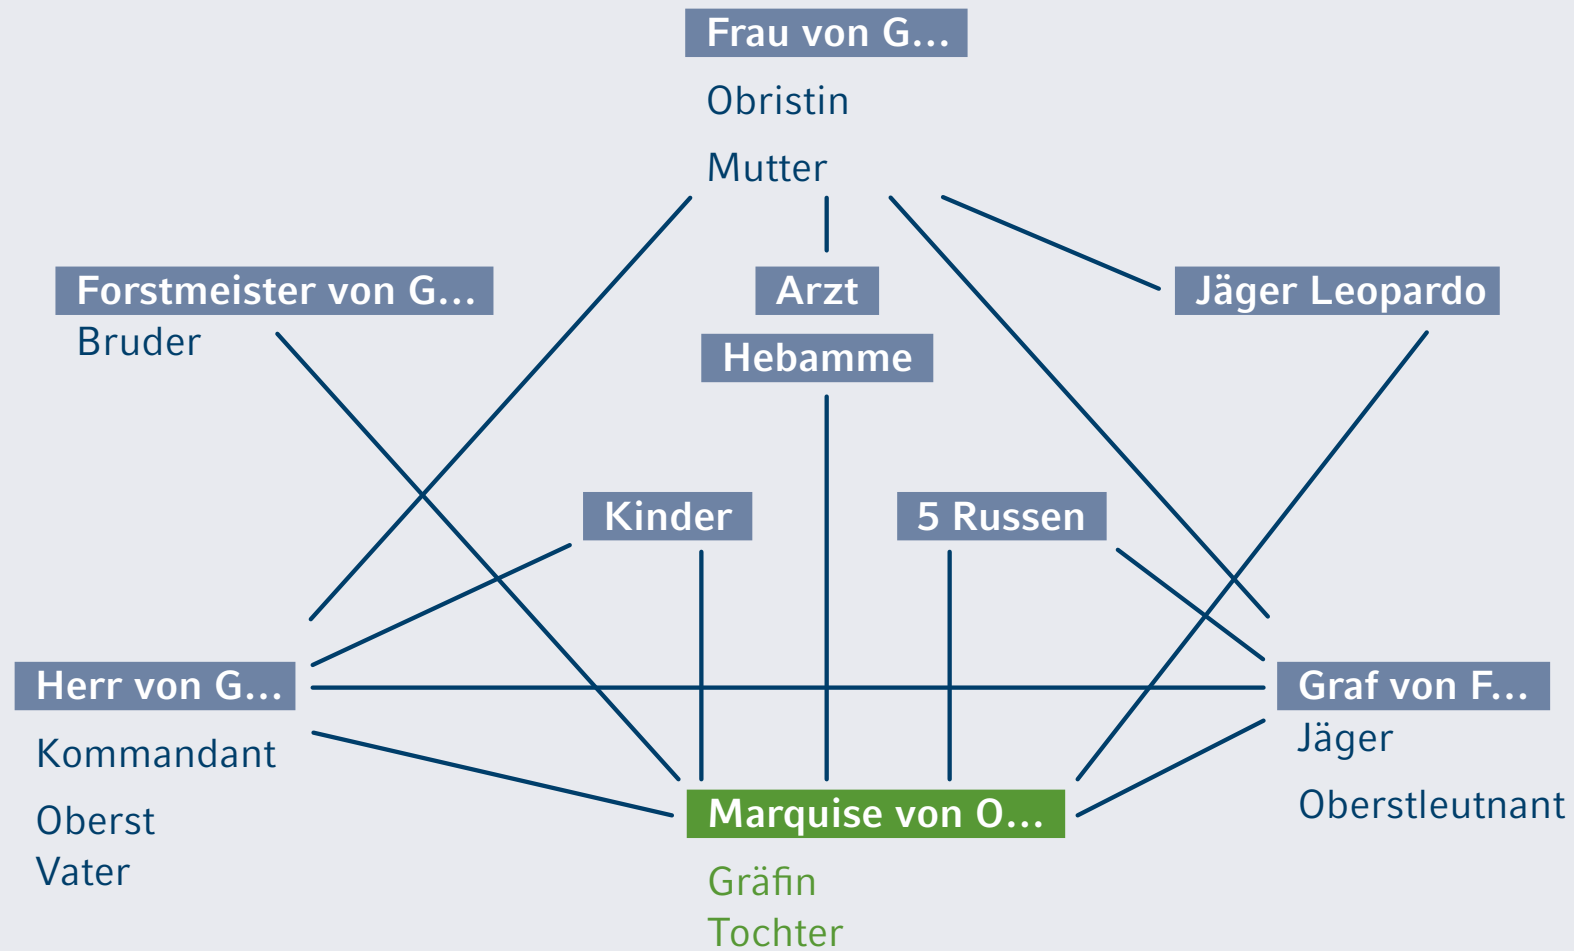 Frau von G…
Obristin
Mutter
Forstmeister von G…
Bruder
Arzt
Hebamme
Jäger Leopardo
Kinder
5 Russen
Herr von G…
Kommandant
Oberst
Vater
Marquise von O…
Gräfin
Tochter
Graf von F…
Jäger
Oberstleutnant